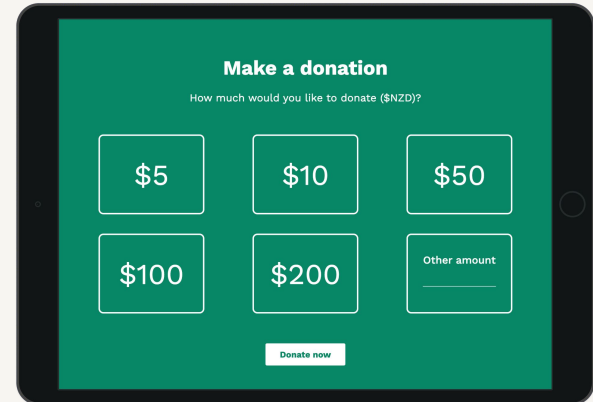 Make a donation
How much would you like to donate ($NZD)?
$5
$10
$50
$100
$200
Other amount
Donate now